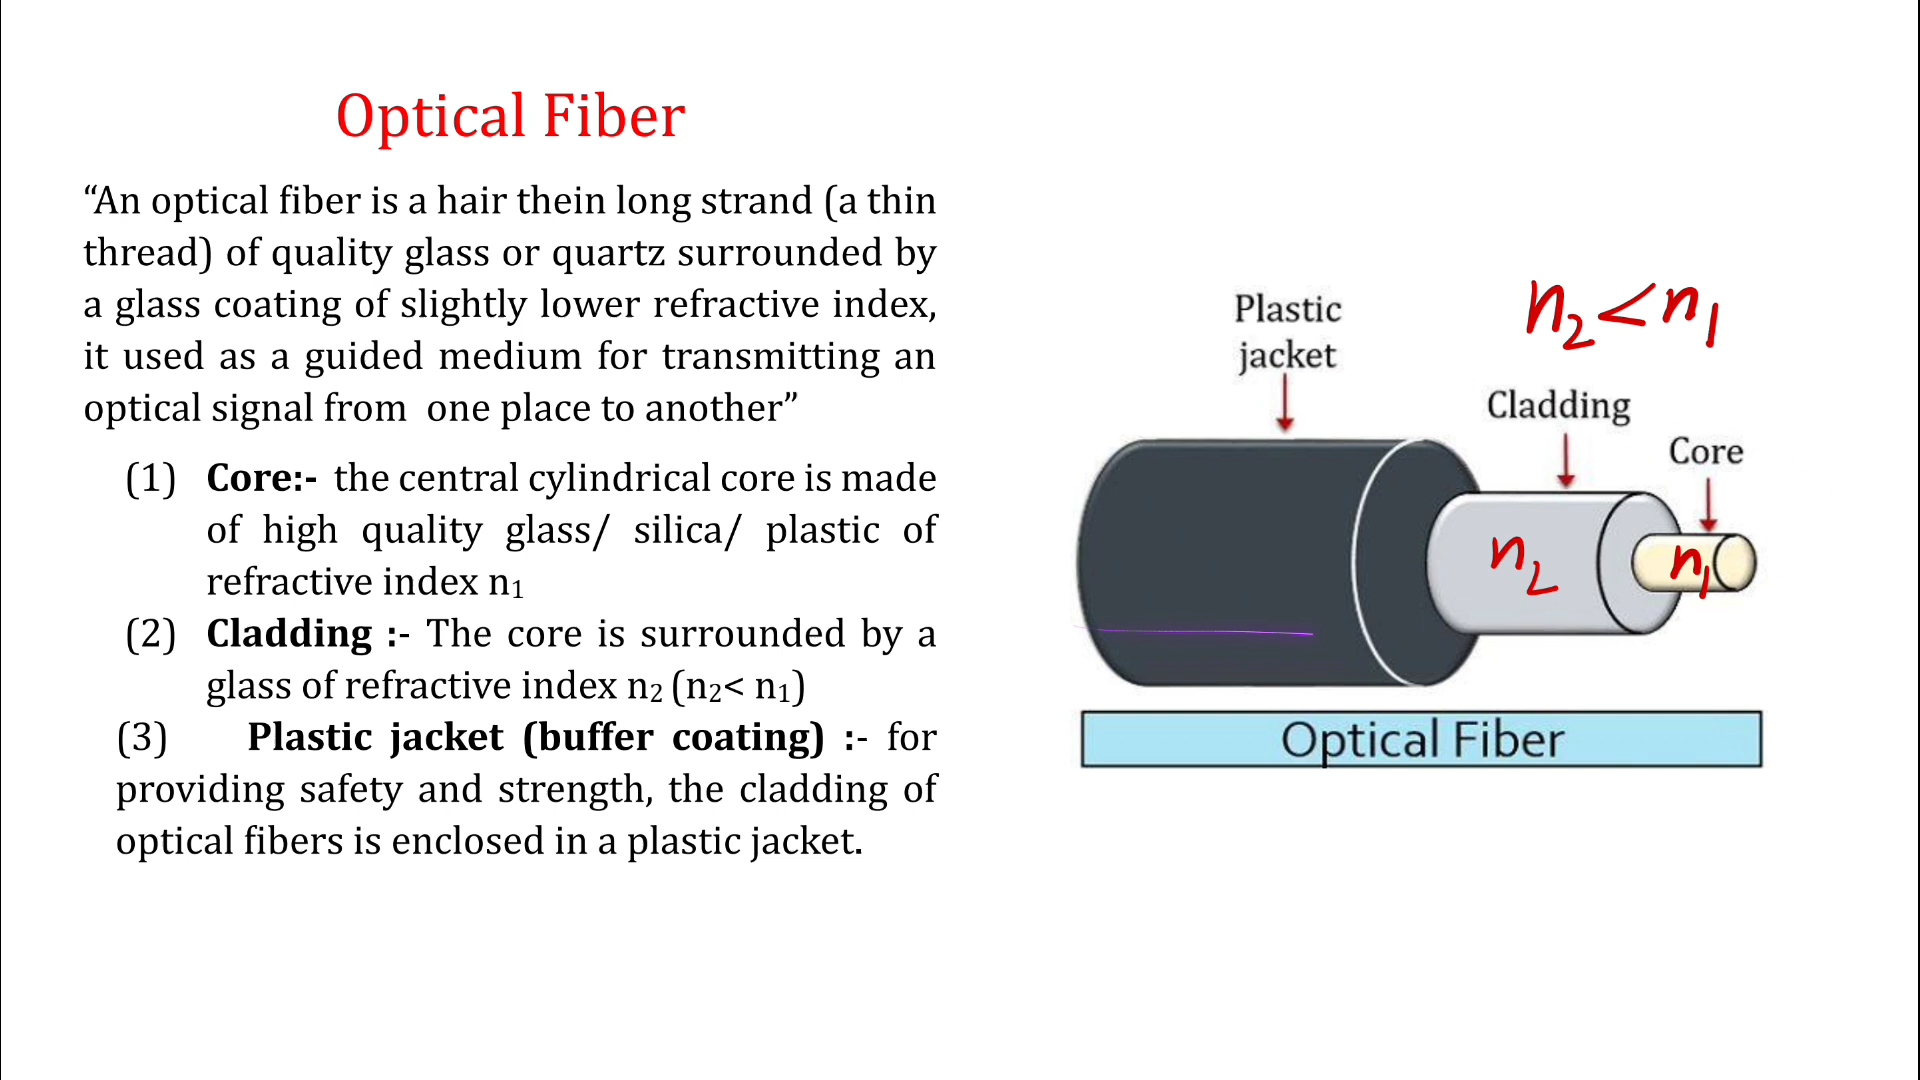 Optical Fiber
“An optical fiber is a hair thein long strand (a thin
thread) of quality glass or quartz surrounded by
a glass coating of slightly lower refractive index,
it used as a guided medium for transmitting an
optical signal from one place to another”
(1) Core:- the central cylindrical core is made
of high quality glass/ silica/ plastic of
refractive index n₁
(2) Cladding :- The core is surrounded by a
glass of refractive index n₂ (n₂< n₁)
(3) Plastic jacket (buffer coating) :- for
providing safety and strength, the cladding of
optical fibers is enclosed in a plastic jacket.
n₂<n₁
Plastic
jacket
Cladding
Core
n₂
n₁
Optical Fiber